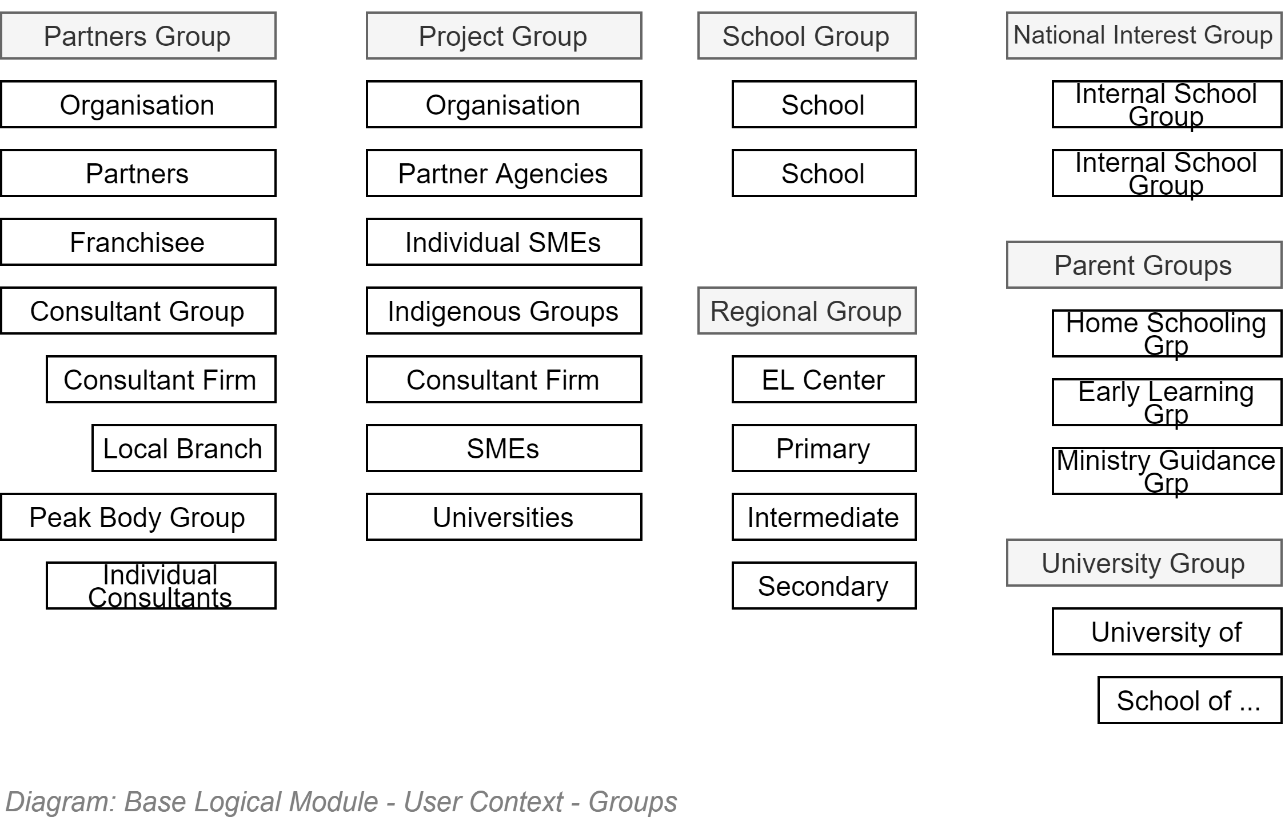 Partners Group
Organisation
Partners
Franchisee
Consultant Group
Consultant Firm
Local Branch
Peak Body Group
Individual
Consultants
Project Group
Organisation
Partner Agencies
Individual SMEs
Indigenous Groups
Consultant Firm
SMEs
Universities
School Group
School
School
Regional Group
EL Center
Primary
Intermediate
Secondary
National Interest Group
Internal School
Group
Internal School
Group
Parent Groups
Home Schooling
Grp
Early Learning
Grp
Ministry Guidance
Grp
University Group
University of
School of ...
Diagram: Base Logical Module - User Context - Groups